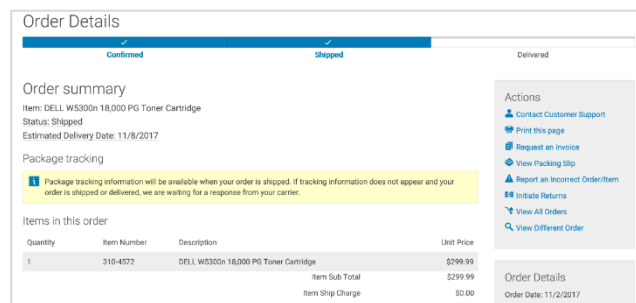 Order Details
Confirmed Shipped Delivered
Order summary
Item: DELL W5300n 18,000 PG Toner Cartridge
Status: Shipped
Estimated Delivery Date: 11/8/2017
Package tracking
Package tracking information will be available when your order is shipped. If tracking information does not appear and your
order is shipped or delivered, we are waiting for a response from your carrier.
Items in this order
Quantity Item Number Description Unit Price
1 310-4572 DELL W5300n 18,000 PG Toner Cartridge $299.99
Item Sub Total $299.99
Item Ship Charge $0.00
Actions
Contact Customer Support
Print this page
Request an Invoice
View Packing Slip
Report an Incorrect Order/Item
Initiate Returns
View All Orders
View Different Order
Order Details
Order Date: 11/2/2017